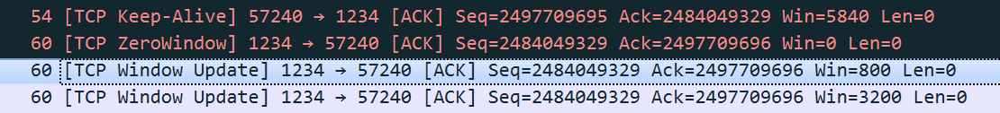 54 [TCP Keep-Alive] 57240 → 1234 [ACK] Seq=2497709695 Ack=2484049329 Win=5840 Len=0
60 [TCP ZeroWindow] 1234 → 57240 [ACK] Seq=2484049329 Ack=2497709696 Win=0 Len=0
60 [TCP Window Update] 1234 → 57240 [ACK] Seq=2484049329 Ack=2497709696 Win=800 Len=0
60 [TCP Window Update] 1234 → 57240 [ACK] Seq=2484049329 Ack=2497709696 Win=3200 Len=0